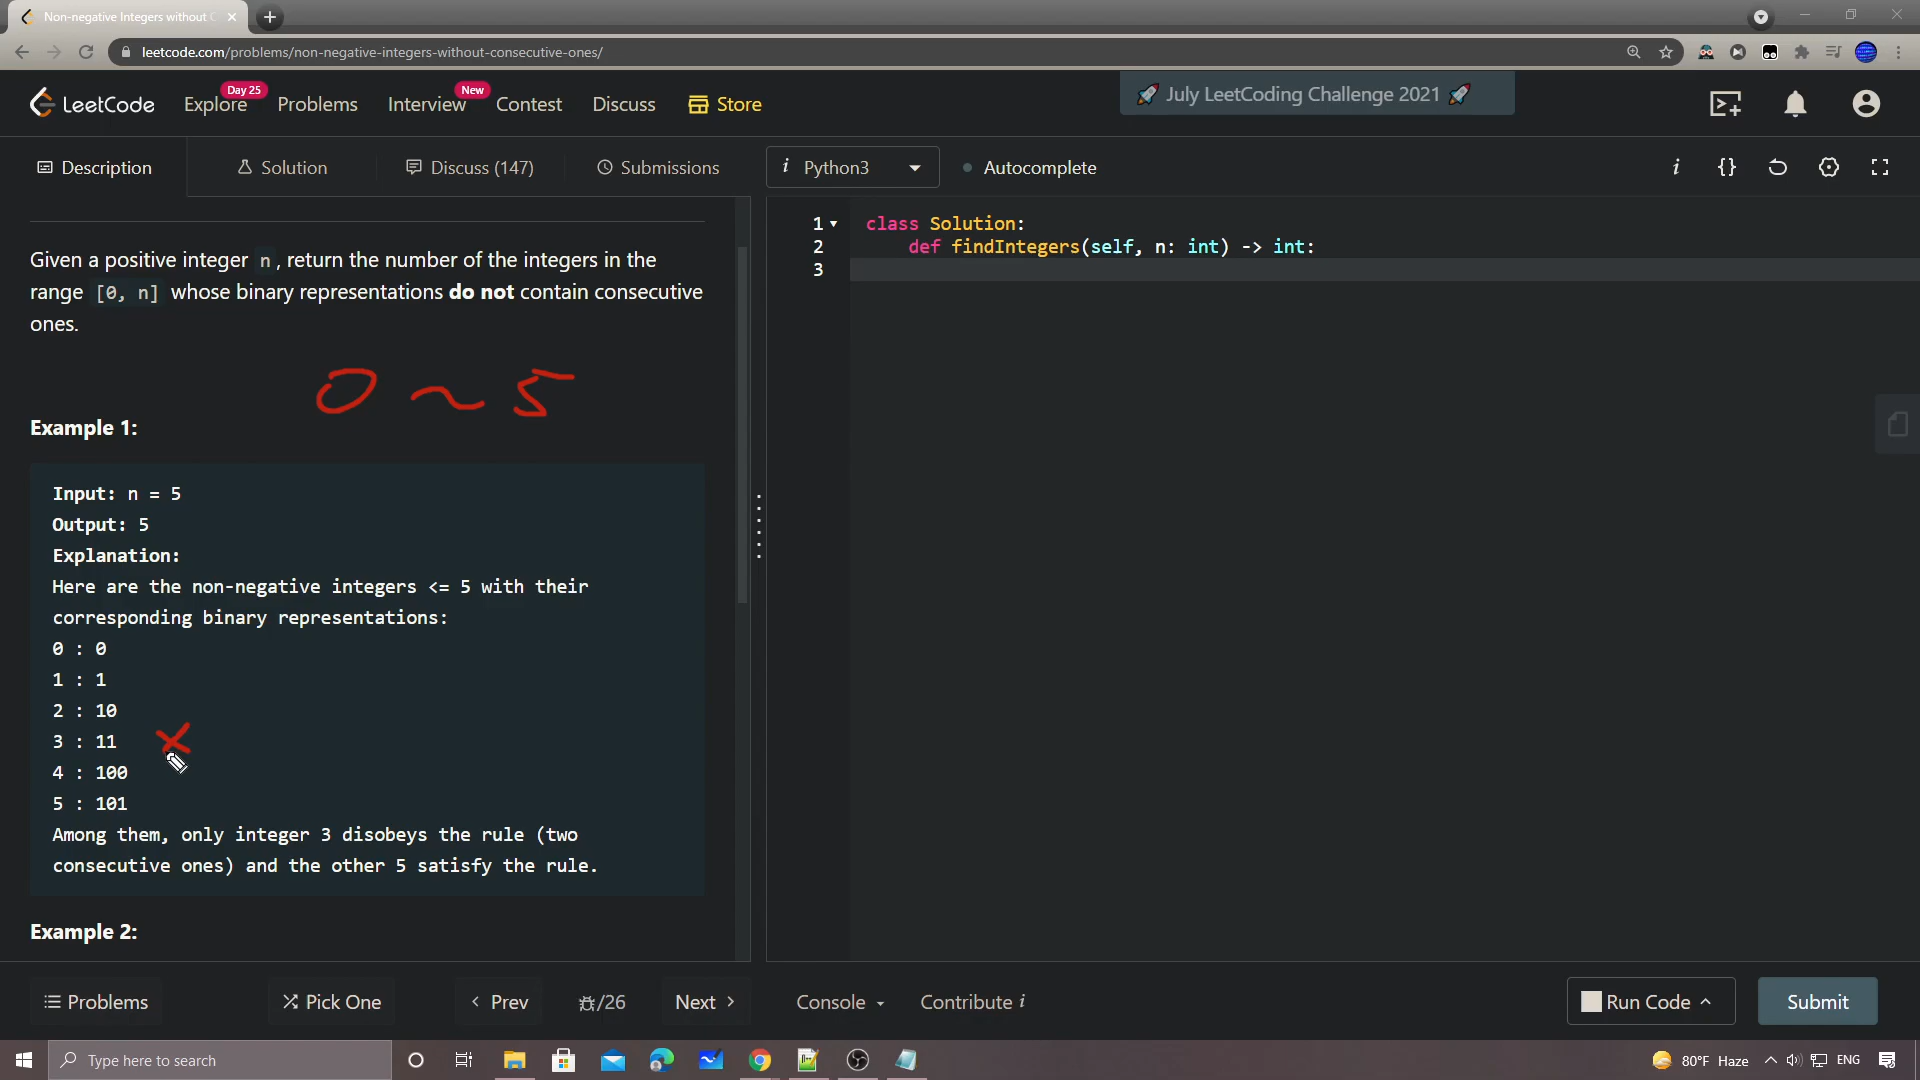 Non-negative Integers without C
leetcode.com/problems/non-negative-integers-without-consecutive-ones/
LeetCode
Explore
Day 25
Problems
Interview
New
Contest
Discuss
Store
🚀 July LeetCoding Challenge 2021 🚀
Description
Solution
Discuss (147)
Submissions
i Python3
Autocomplete
i {}
Given a positive integer n, return the number of the integers in the
range [0, n] whose binary representations do not contain consecutive
ones.
0 ~ 5
Example 1:
Input: n = 5
Output: 5
Explanation:
Here are the non-negative integers <= 5 with their
corresponding binary representations:
0 : 0
1 : 1
2 : 10
3 : 11
4 : 100
5 : 101
Among them, only integer 3 disobeys the rule (two
consecutive ones) and the other 5 satisfy the rule.
Example 2:
1 class Solution:
2 def findIntegers(self, n: int) -> int:
3
Problems
Pick One
Prev
/26
Next
Console
Contribute i
Run Code
Submit
Type here to search
80°F Haze
ENG